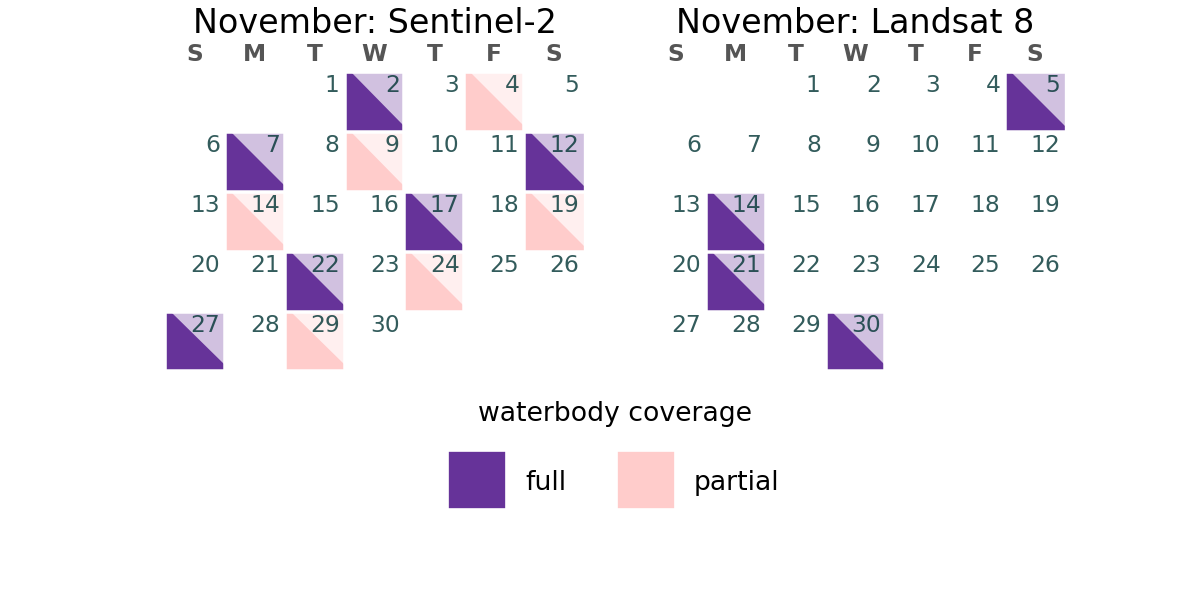 November: Sentinel-2
S M T W T F S
1 2 3 4 5
6 7 8 9 10 11 12
13 14 15 16 17 18 19
20 21 22 23 24 25 26
27 28 29 30
November: Landsat 8
S M T W T F S
1 2 3 4 5
6 7 8 9 10 11 12
13 14 15 16 17 18 19
20 21 22 23 24 25 26
27 28 29 30
waterbody coverage
full
partial